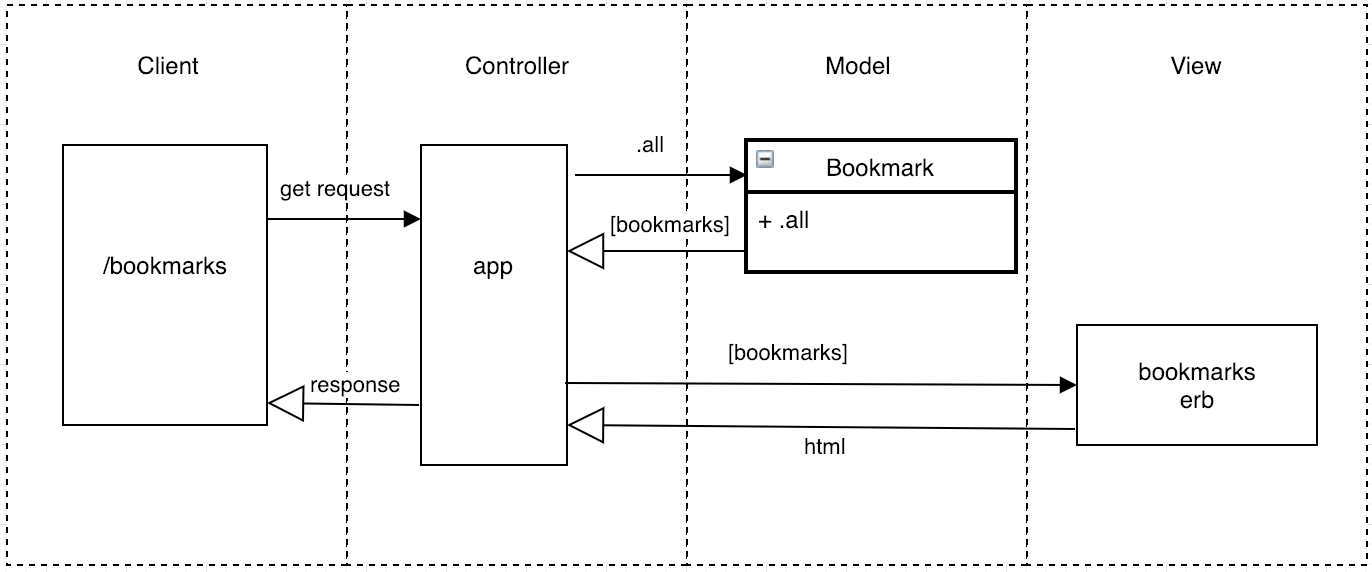 Client
Controller
Model
View
.all
Bookmark
get request
[bookmarks]
+ .all
/bookmarks
app
[bookmarks]
bookmarks
erb
response
html